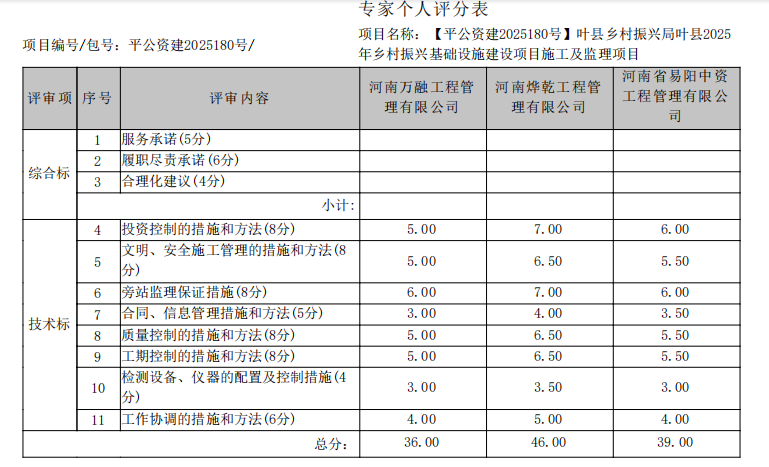 专家个人评分表
项目编号/包号：平公资建2025180号/
项目名称：【平公资建2025180号】叶县乡村振兴局叶县2025
年乡村振兴基础设施建设项目施工及监理项目
评审项 序号 评审内容 河南万融工程管 河南烨乾工程管 河南省易阳中资
理有限公司 理有限公司 工程管理有限公
司
综合标
1 服务承诺(5分)
2 履职尽责承诺(6分)
3 合理化建议(4分)
小计:
技术标
4 投资控制的措施和方法(8分) 5.00 7.00 6.00
5 文明、安全施工管理的措施和方法(8
分) 5.00 6.50 5.50
6 旁站监理保证措施(8分) 6.00 7.00 6.00
7 合同、信息管理措施和方法(5分) 3.00 4.00 3.50
8 质量控制的措施和方法(8分) 5.00 6.50 5.50
9 工期控制的措施和方法(8分) 5.00 6.50 5.50
10 检测设备、仪器的配置及控制措施(4
分) 3.00 3.50 3.00
11 工作协调的措施和方法(6分) 4.00 5.00 4.00
总分： 36.00 46.00 39.00